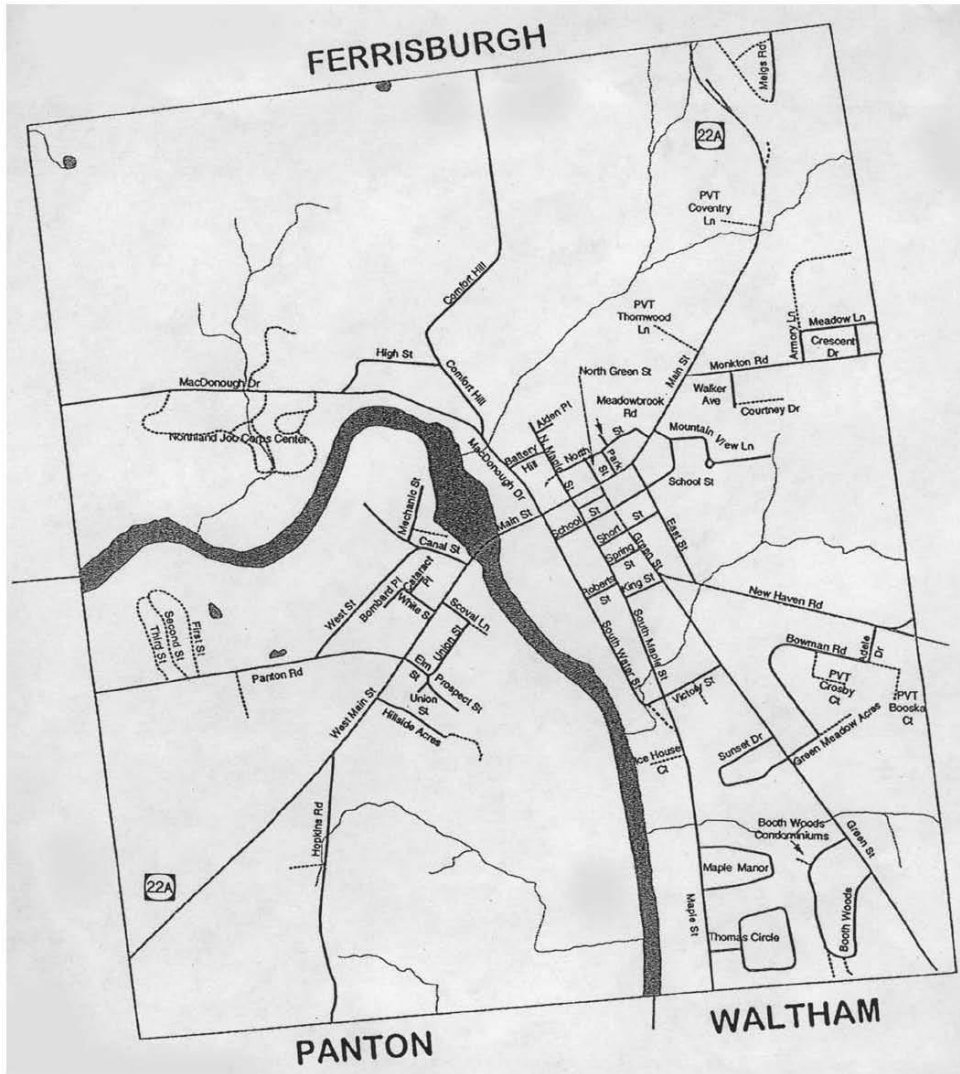 FERRISBURGH
Meigs Rd
22A
PVT
Coventry
Ln
Comfort Hill
PVT
Thornwood
Ln
Armory Ln
Meadow Ln
Crescent
Dr
High St
Main St
Monkton Rd
MacDonough Dr
Comfort Hill
North Green St
Walker
Ave
Courtney Dr
Meadowbrook
Rd
Alden Pl
Mountain
View Ln
Northland Job Corps Center
MacDonough Dr
Battery
Hill
N. Maple
St
North
St
Park
St
School St
Mechanic St
Main St
School
St
Short
St
East St
Canal St
Spring
St
Green St
Cataract
Pl
Bombard Pl
West St
White St
Roberts
St
King St
New Haven Rd
Scoval Ln
First St
Second St
Third St
Union St
South Maple
St
South Water St
Bowman Rd
Adele
Dr
Elm
St
Prospect St
Panton Rd
Union
St
Victory St
PVT
Crosby
Ct
PVT
Booska
Ct
West Main St
Hillside Acres
Sunset Dr
Green Meadow Acres
Ice House
Ct
Hopkins Rd
Booth Woods
Condominiums
Green St
22A
Maple Manor
Maple St
Thomas Circle
Booth Woods
PANTON
WALTHAM